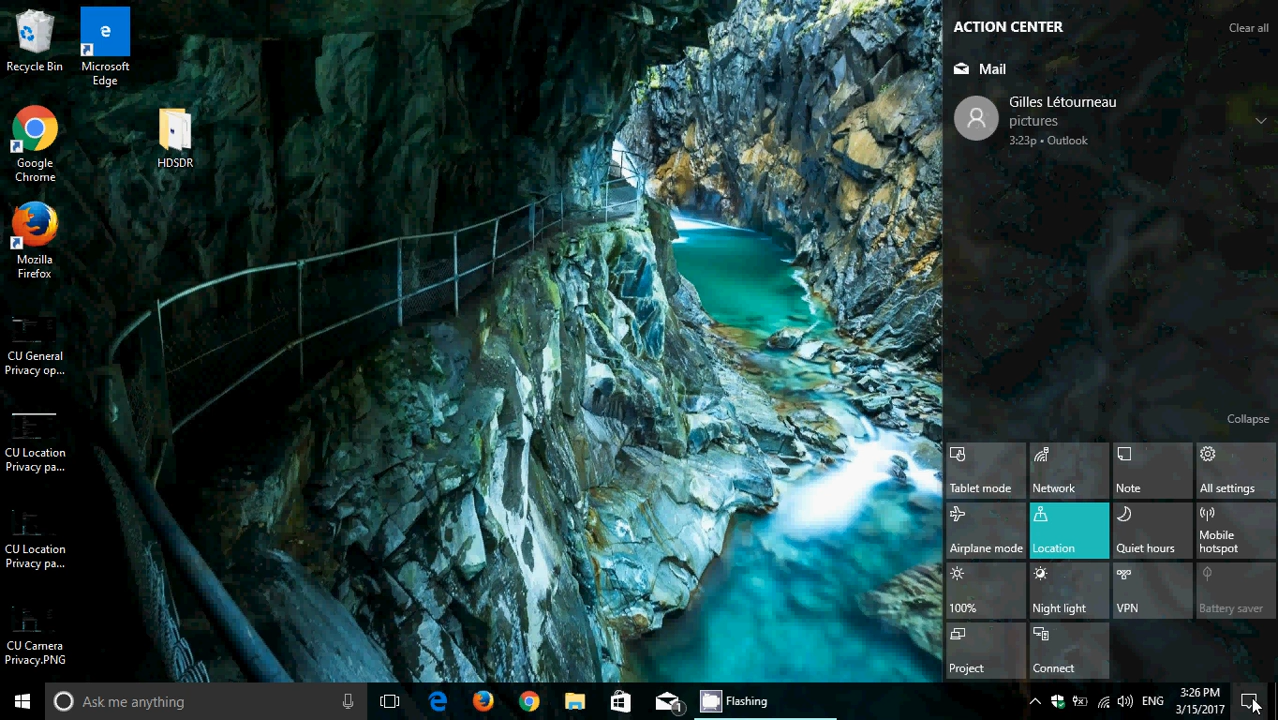 Recycle Bin
Microsoft
Edge
Google
Chrome
HDSDR
Mozilla
Firefox
CU General
Privacy op...
CU Location
Privacy pa...
CU Location
Privacy pa...
CU Camera
Privacy.PNG
ACTION CENTER
Clear all
Mail
Gilles Létourneau
pictures
3:23p • Outlook
Collapse
Tablet mode
Network
Note
All settings
Airplane mode
Location
Quiet hours
Mobile
hotspot
100%
Night light
VPN
Battery saver
Project
Connect
Ask me anything
1
Flashing
ENG
3:26 PM
3/15/2017